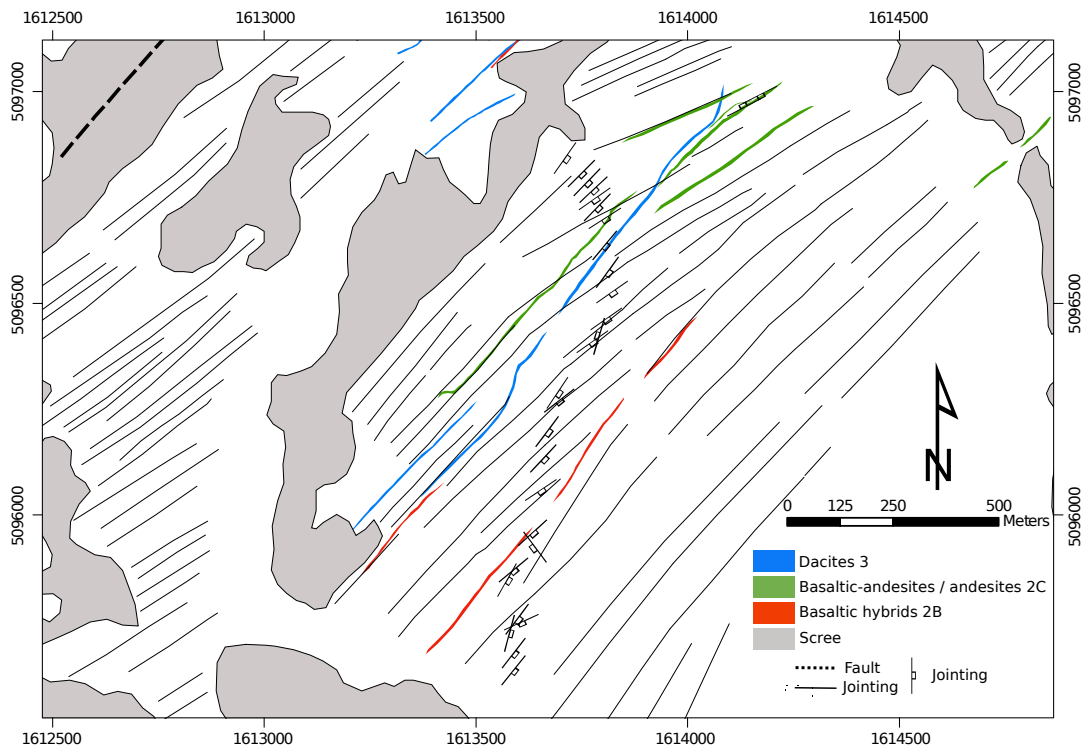 1612500 1613000 1613500 1614000 1614500
5097000 5097000
5096500 5096500
N
0 125 250 500
Meters
5096000 5096000
Dacites 3
Basaltic-andesites / andesites 2C
Basaltic hybrids 2B
Scree
Fault
Jointing
Jointing
1612500 1613000 1613500 1614000 1614500